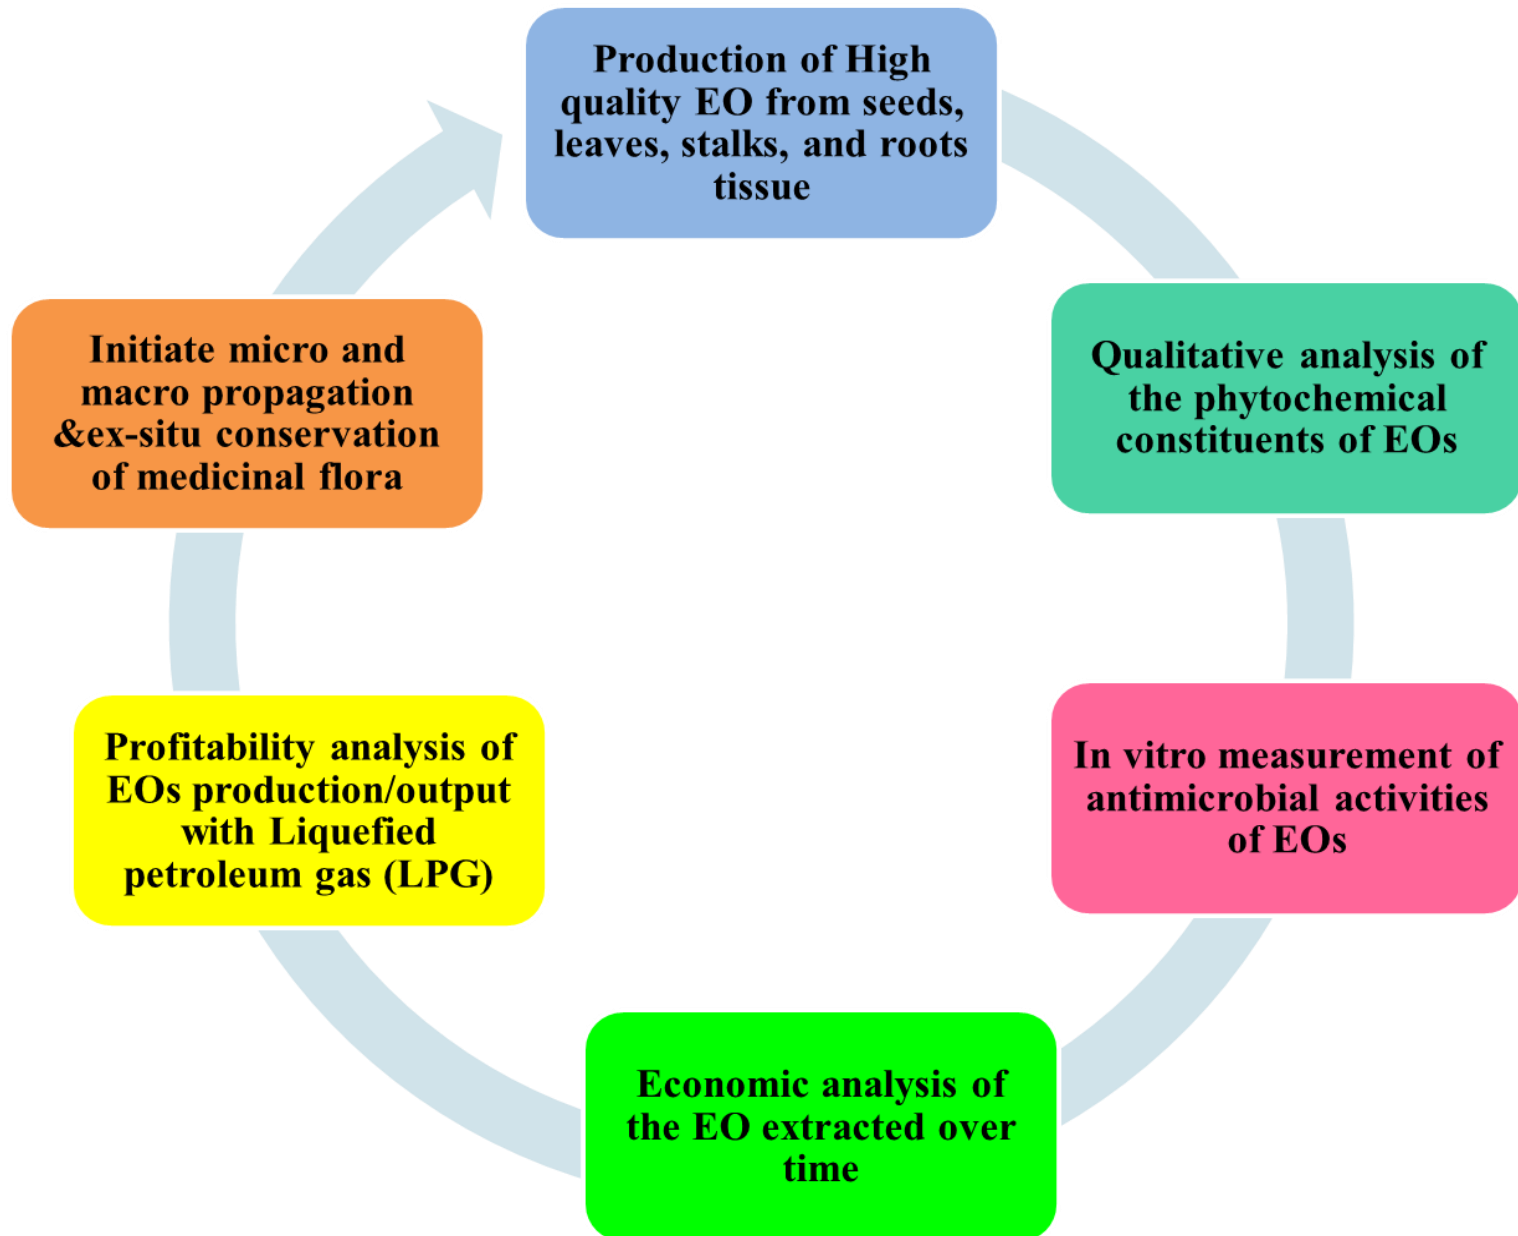 Production of High
quality EO from seeds,
leaves, stalks, and roots
tissue
Qualitative analysis of
the phytochemical
constituents of EOs
In vitro measurement of
antimicrobial activities
of EOs
Economic analysis of
the EO extracted over
time
Profitability analysis of
EOs production/output
with Liquefied
petroleum gas (LPG)
Initiate micro and
macro propagation
&ex-situ conservation
of medicinal flora